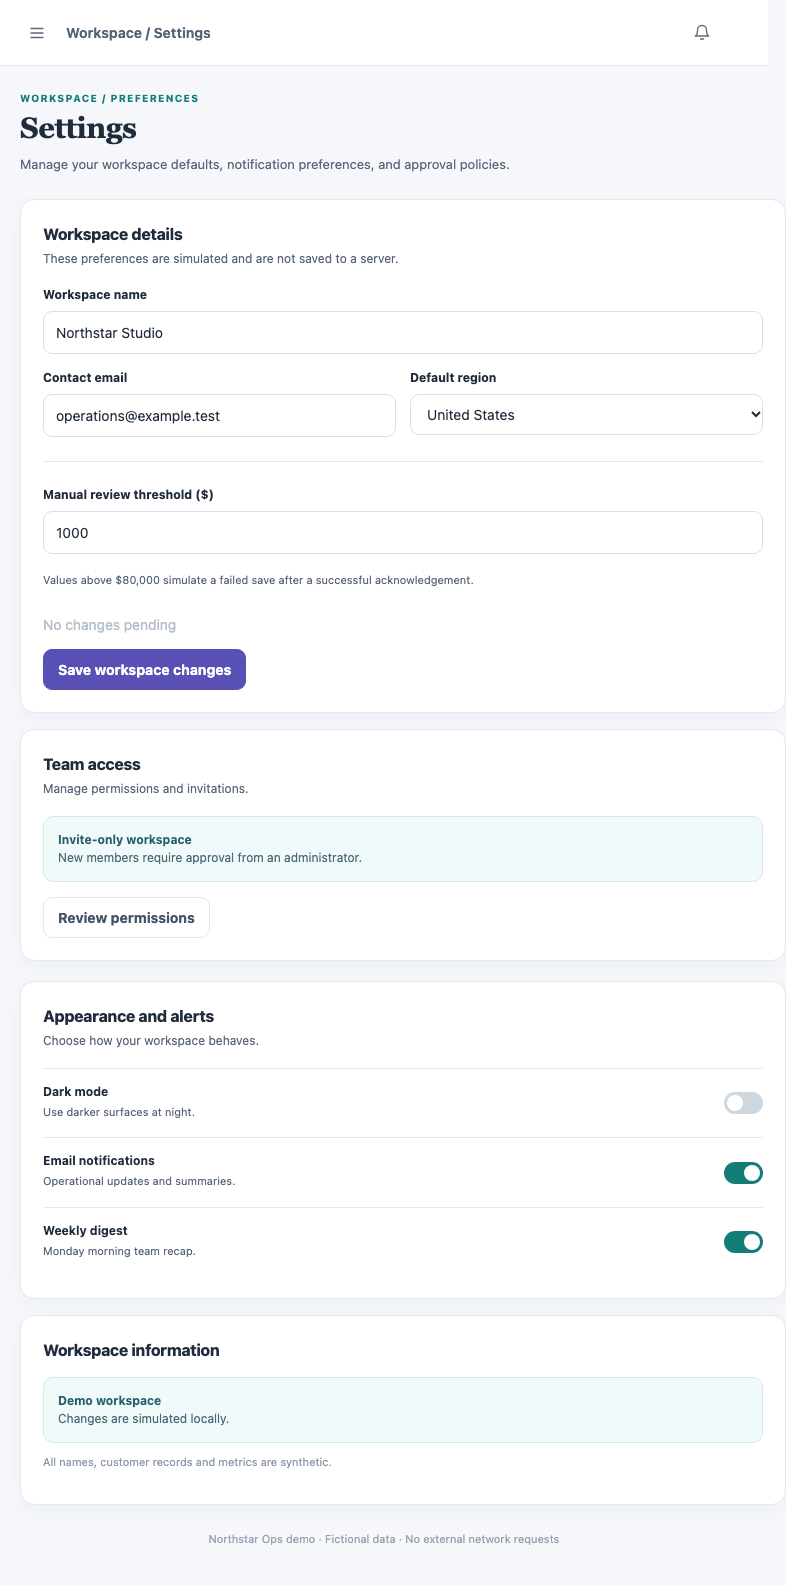 Workspace / Settings
WORKSPACE / PREFERENCES
Settings
Manage your workspace defaults, notification preferences, and approval policies.
Workspace details
These preferences are simulated and are not saved to a server.
Workspace name
Northstar Studio
Contact email
Default region
operations@example.test
United States
Manual review threshold ($)
1000
Values above $80,000 simulate a failed save after a successful acknowledgement.
No changes pending
Save workspace changes
Team access
Manage permissions and invitations.
Invite-only workspace
New members require approval from an administrator.
Review permissions
Appearance and alerts
Choose how your workspace behaves.
Dark mode
Use darker surfaces at night.
Email notifications
Operational updates and summaries.
Weekly digest
Monday morning team recap.
Workspace information
Demo workspace
Changes are simulated locally.
All names, customer records and metrics are synthetic.
Northstar Ops demo · Fictional data · No external network requests